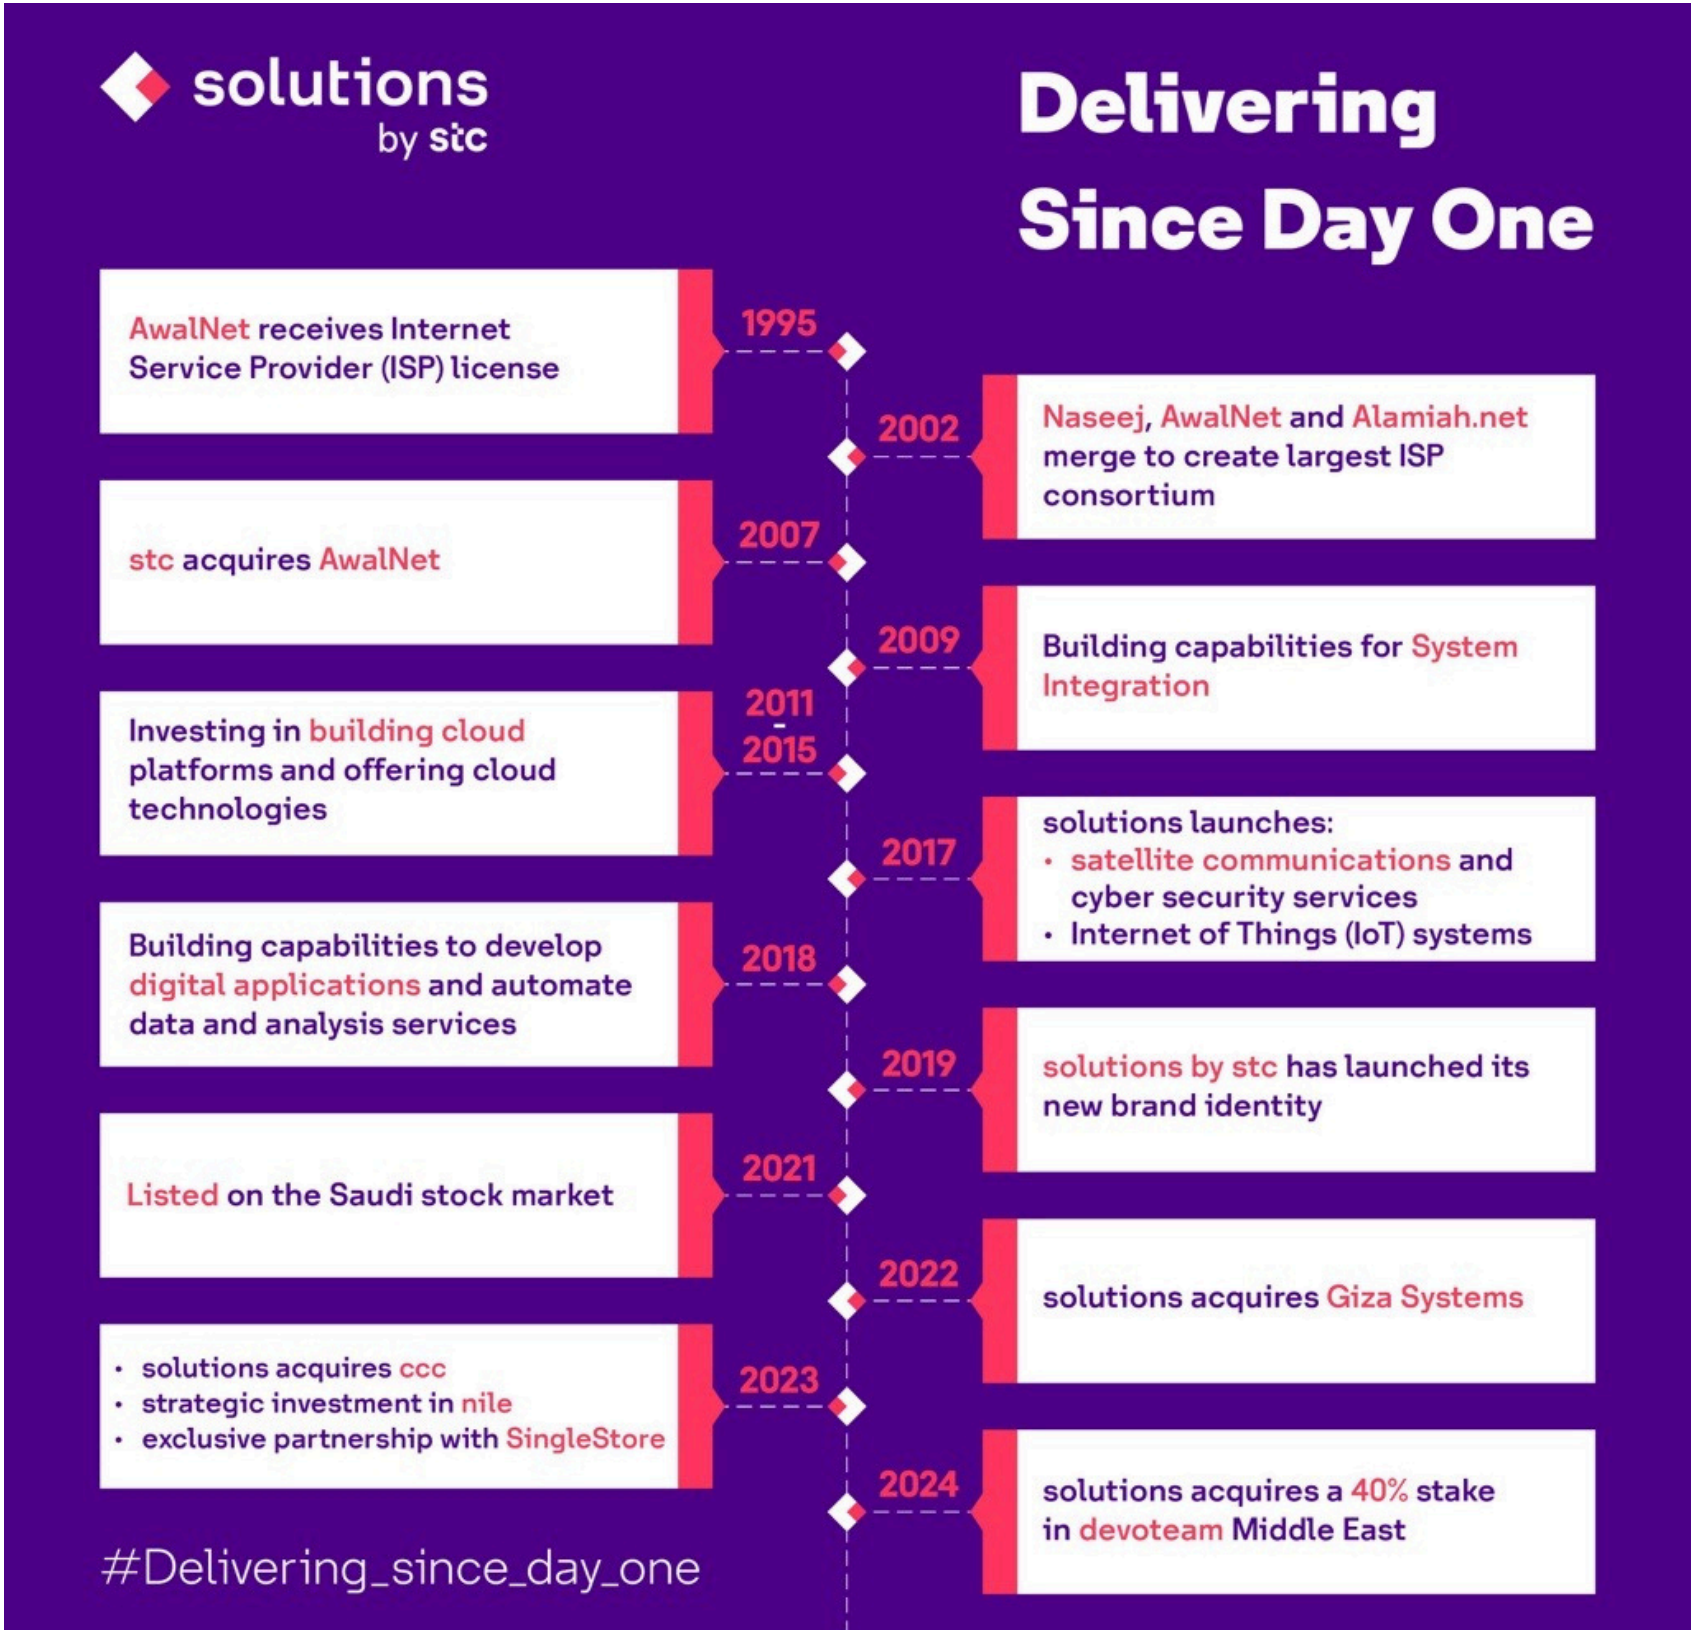 solutions
by stc
Delivering
Since Day One
1995
AwalNet receives Internet
Service Provider (ISP) license
2002
Naseej, AwalNet and Alamiah.net
merge to create largest ISP
consortium
2007
stc acquires AwalNet
2009
Building capabilities for System
Integration
2011
-
2015
Investing in building cloud
platforms and offering cloud
technologies
2017
solutions launches:
• satellite communications and
cyber security services
• Internet of Things (IoT) systems
2018
Building capabilities to develop
digital applications and automate
data and analysis services
2019
solutions by stc has launched its
new brand identity
2021
Listed on the Saudi stock market
2022
solutions acquires Giza Systems
2023
• solutions acquires ccc
• strategic investment in nile
• exclusive partnership with SingleStore
2024
solutions acquires a 40% stake
in devoteam Middle East
#Delivering_since_day_one